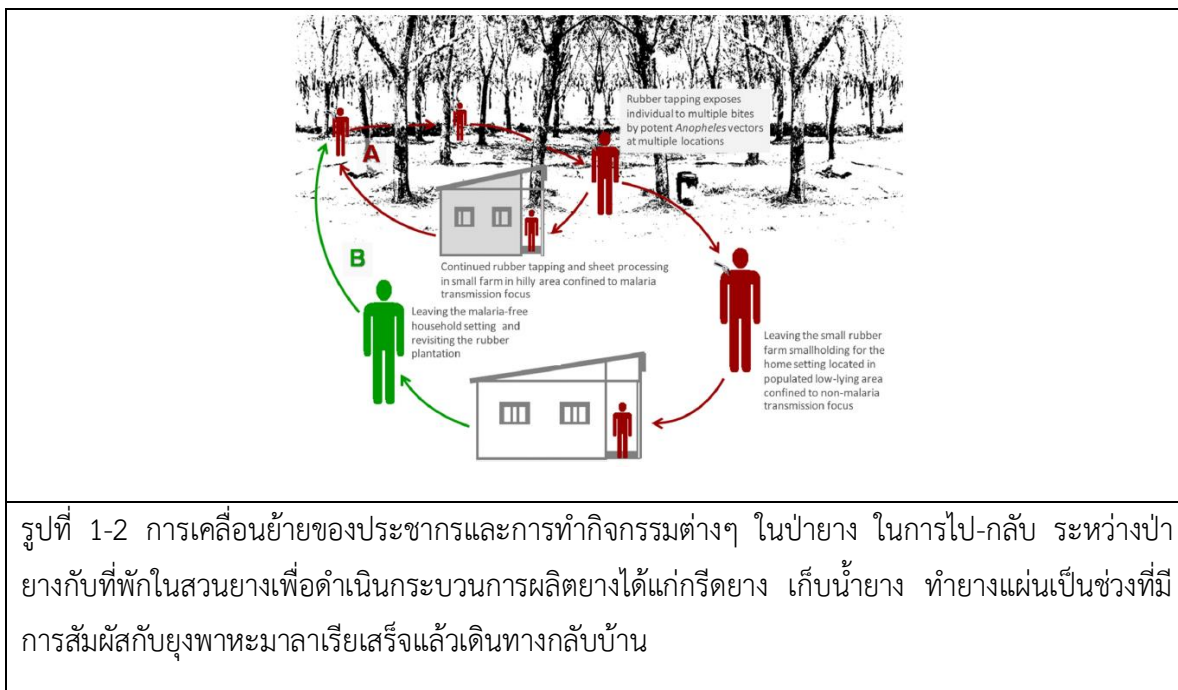 Rubber tapping exposes
individual to multiple bites
by potent Anopheles vectors
at multiple locations
A
Continued rubber tapping and sheet processing
in small farm in hilly area confined to malaria
transmission focus
B
Leaving the malaria-free
household setting and
revisiting the rubber
plantation
Leaving the small rubber
farm smallholding for the
home setting located in
populated low-lying area
confined to non-malaria
transmission focus
รูปที่ 1-2 การเคลื่อนย้ายของประชากรและการทำกิจกรรมต่างๆ ในป่ายาง ในการไป-กลับ ระหว่างป่า
ยางกับที่พักในสวนยางเพื่อดำเนินกระบวนการผลิตยางได้แก่กรีดยาง เก็บน้ำยาง ทำยางแผ่นเป็นช่วงที่มี
การสัมผัสกับยุงพาหะมาลาเรียเสร็จแล้วเดินทางกลับบ้าน